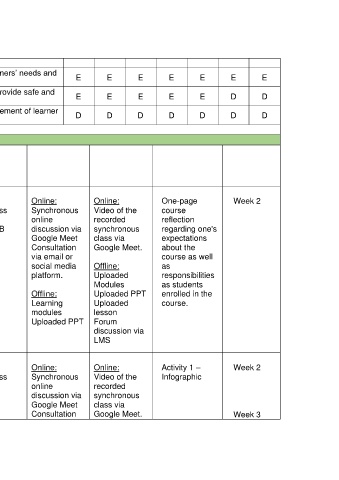 ners' needs and
E E E E E E E
rovide safe and
E E E E E D D
ement of learner
D D D D D D D
ss
B
Online:
Synchronous
online
discussion via
Google Meet
Consultation
via email or
social media
platform.
Offline:
Learning
modules
Uploaded PPT
Online:
Video of the
recorded
synchronous
class via
Google Meet.
Offline:
Uploaded
Modules
Uploaded PPT
Uploaded
lesson
Forum
discussion via
LMS
One-page
course
reflection
regarding one's
expectations
about the
course as well
as
responsibilities
as students
enrolled in the
course.
Week 2
ss
Online:
Synchronous
online
discussion via
Google Meet
Consultation
Online:
Video of the
recorded
synchronous
class via
Google Meet.
Activity 1 –
Infographic
Week 2
Week 3